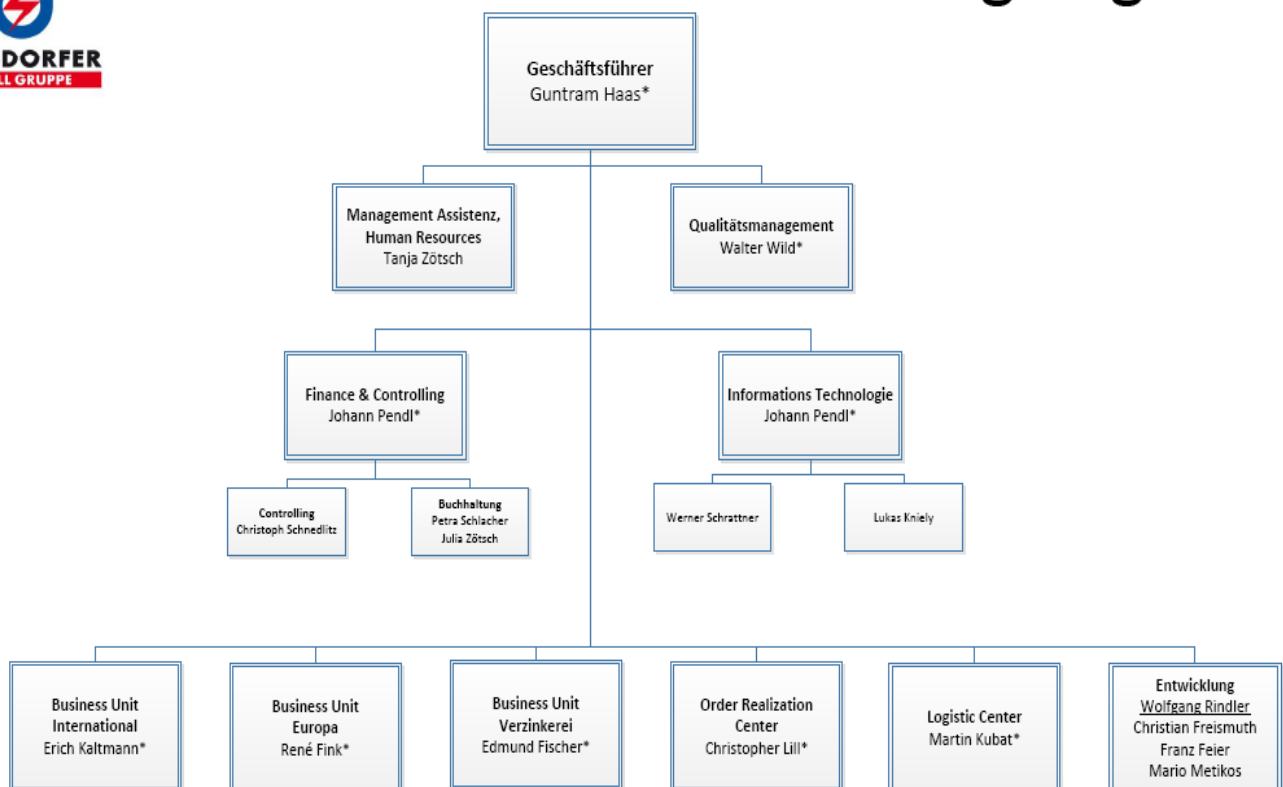 DORFER
GRUPPE
Geschäftsführer
Guntram Haas*
Management Assistenz,
Human Resources
Tanja Zötsch
Qualitätsmanagement
Walter Wild*
Finance & Controlling
Johann Pendl*
Informations Technologie
Johann Pendl*
Controlling
Christoph Schnedlitz
Buchhaltung
Petra Schlacher
Julia Zötsch
Werner Schrattner
Lukas Kniely
Business Unit
International
Erich Kaltmann*
Business Unit
Europa
René Fink*
Business Unit
Verzinkerei
Edmund Fischer*
Order Realization
Center
Christopher Lill*
Logistic Center
Martin Kubat*
Entwicklung
Wolfgang Rindler
Christian Freismuth
Franz Feier
Mario Metikos